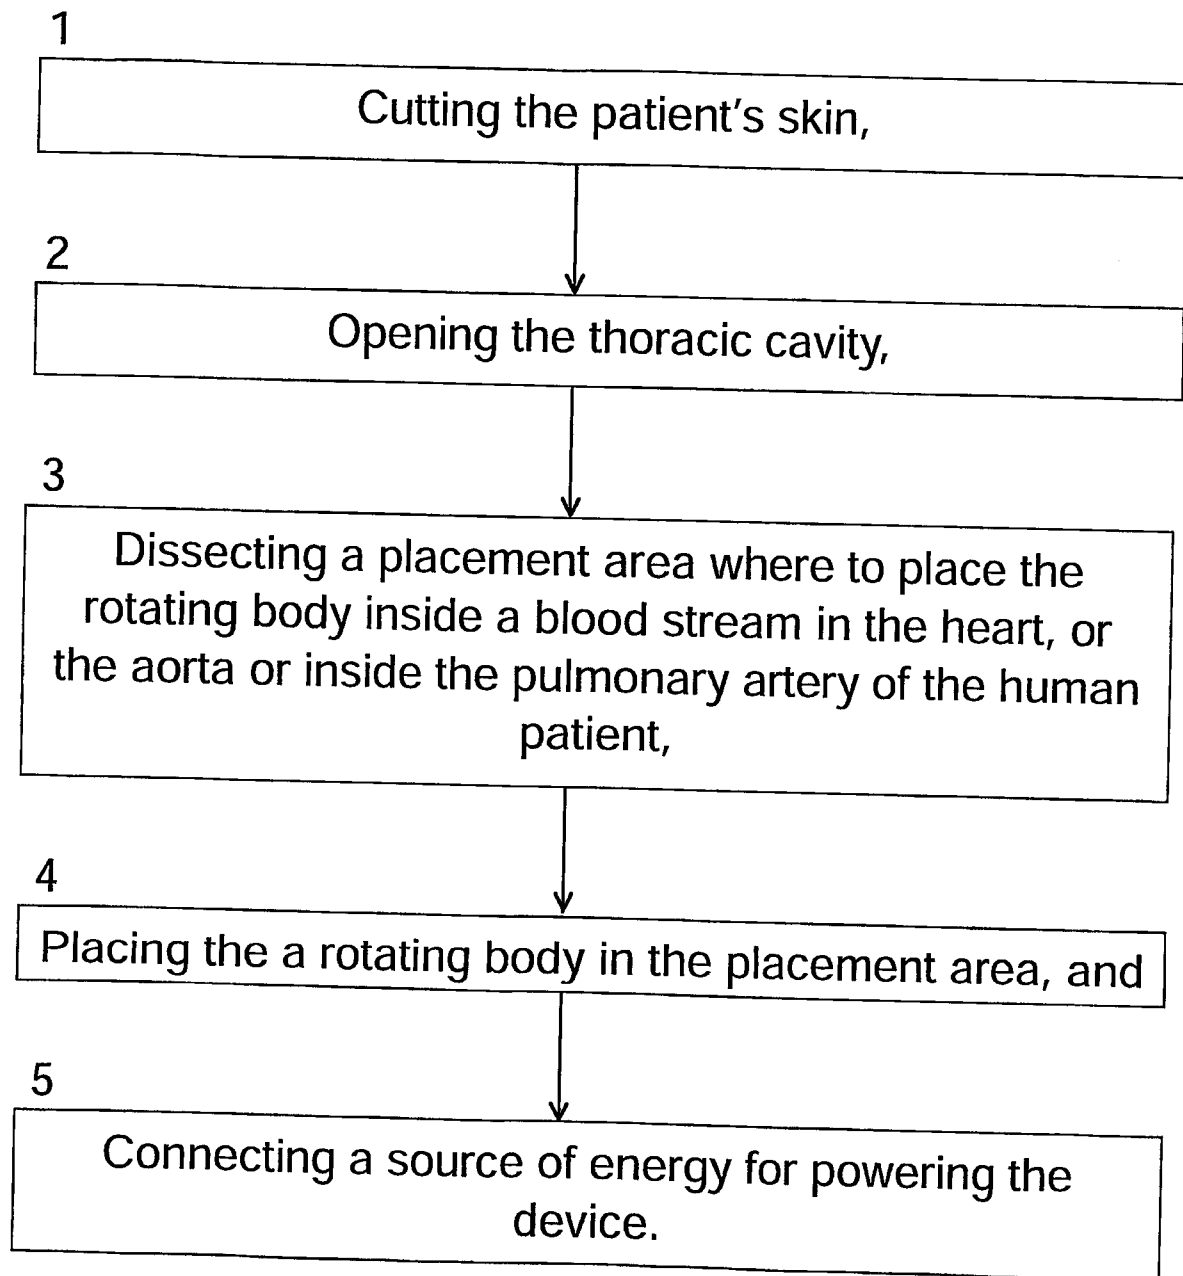 1
Cutting the patient's skin,
2
Opening the thoracic cavity,
3
Dissecting a placement area where to place the
rotating body inside a blood stream in the heart, or
the aorta or inside the pulmonary artery of the human
patient,
4
Placing the a rotating body in the placement area, and
5
Connecting a source of energy for powering the
device.